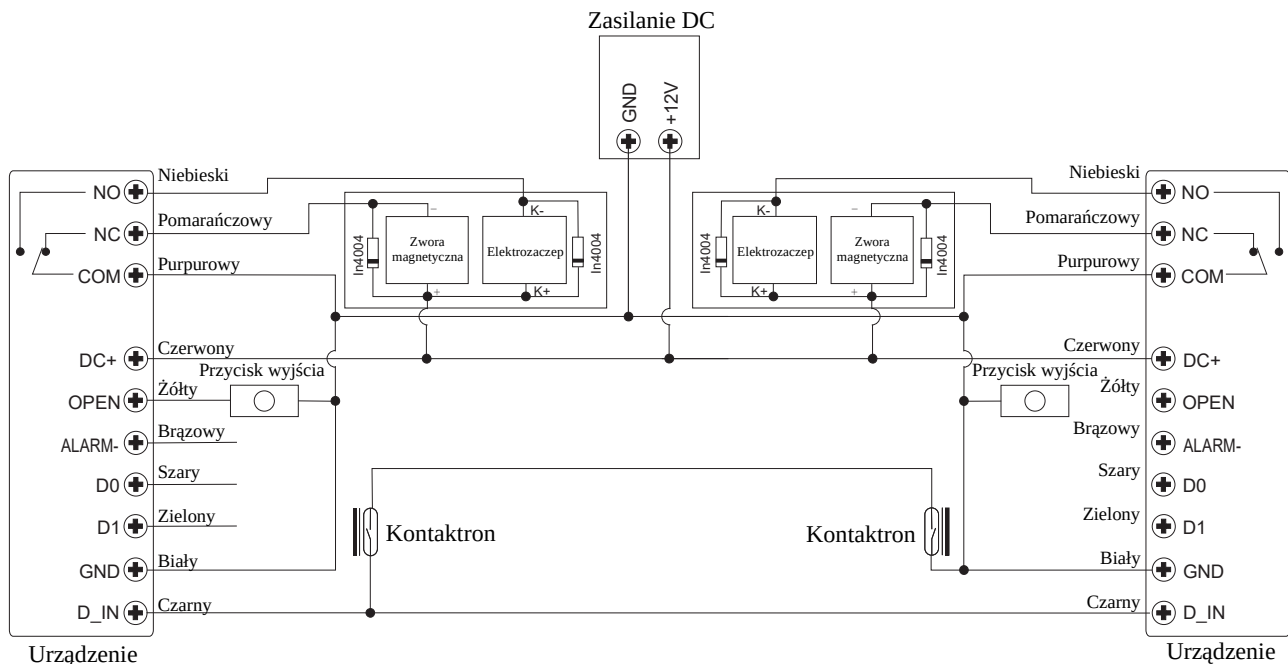 Zasilanie DC
GND
+12V
NO
Niebieski
NC
Pomarańczowy
COM
Purpurowy
In4004
–
Zwora
magnetyczna
+
K-
Elektrozaczep
K+
In4004
In4004
K-
Elektrozaczep
K+
–
Zwora
magnetyczna
+
In4004
Niebieski
NO
Pomarańczowy
NC
Purpurowy
COM
DC+
Czerwony
Przycisk wyjścia
OPEN
Żółty
ALARM-
Brązowy
D0
Szary
D1
Zielony
GND
Biały
D_IN
Czarny
Kontaktron
Kontaktron
Czerwony
DC+
Przycisk wyjścia
Żółty
OPEN
Brązowy
ALARM-
Szary
D0
Zielony
D1
Biały
GND
Czarny
D_IN
Urządzenie
Urządzenie